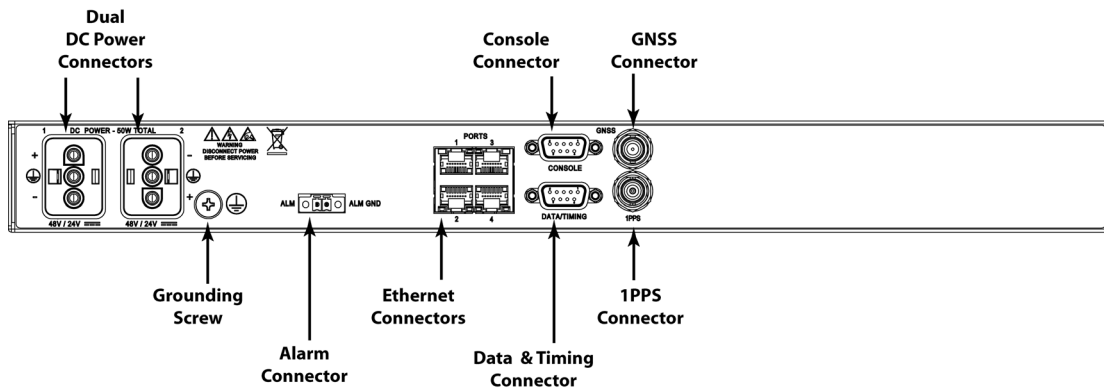 Dual
DC Power
Connectors
Console
Connector
GNSS
Connector
1 DC POWER - 50W TOTAL 2
+
-
-
+
48V / 24V
48V / 24V
WARNING
DISCONNECT POWER
BEFORE SERVICING
ALM
ALM GND
PORTS
1 3
2 4
CONSOLE
DATA/TIMING
GNSS
1PPS
Grounding
Screw
Alarm
Connector
Ethernet
Connectors
Data & Timing
Connector
1PPS
Connector